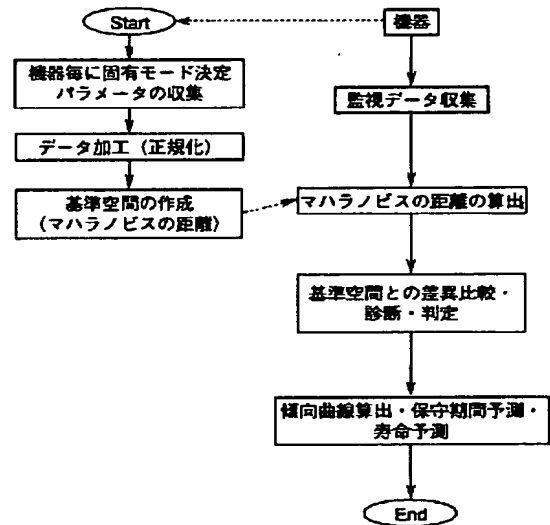 Start
機器
機器毎に固有モード決定
パラメータの収集
監視データ収集
データ加工（正規化）
基準空間の作成
（マハラノビスの距離）
マハラノビスの距離の算出
基準空間との差異比較・
診断・判定
傾向曲線算出・保守期間予測・
寿命予測
End